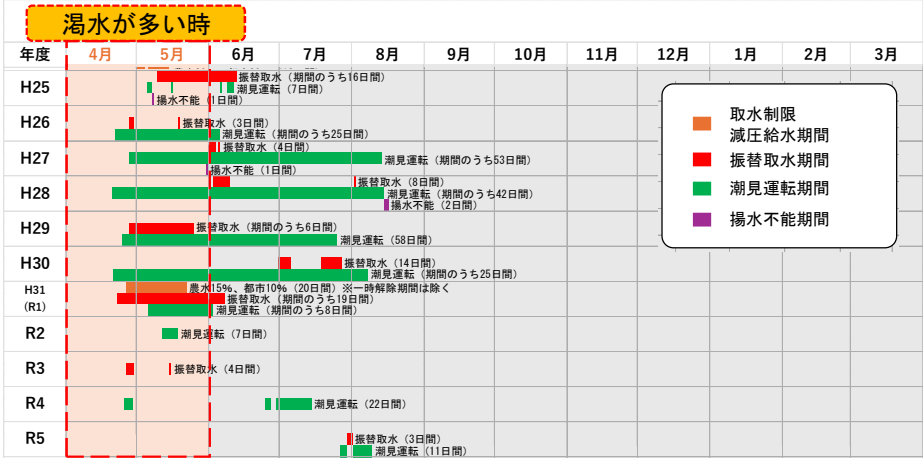 渇水が多い時
年度 4月 5月 6月 7月 8月 9月 10月 11月 12月 1月 2月 3月
H25
振替取水（期間のうち16日間）
潮見運転（7日間）
揚水不能（1日間）
H26
振替取水（3日間）
潮見運転（期間のうち25日間）
H27
振替取水（4日間）
潮見運転（期間のうち53日間）
揚水不能（1日間）
H28
振替取水（8日間）
潮見運転（期間のうち42日間）
揚水不能（2日間）
H29
振替取水（期間のうち6日間）
潮見運転（58日間）
H30
振替取水（14日間）
潮見運転（期間のうち25日間）
H31
（R1）
農水15%、都市10%（20日間）※一時解除期間は除く
振替取水（期間のうち19日間）
潮見運転（期間のうち8日間）
R2
潮見運転（7日間）
R3
振替取水（4日間）
R4
潮見運転（22日間）
R5
振替取水（3日間）
潮見運転（11日間）
取水制限
減圧給水期間
振替取水期間
潮見運転期間
揚水不能期間